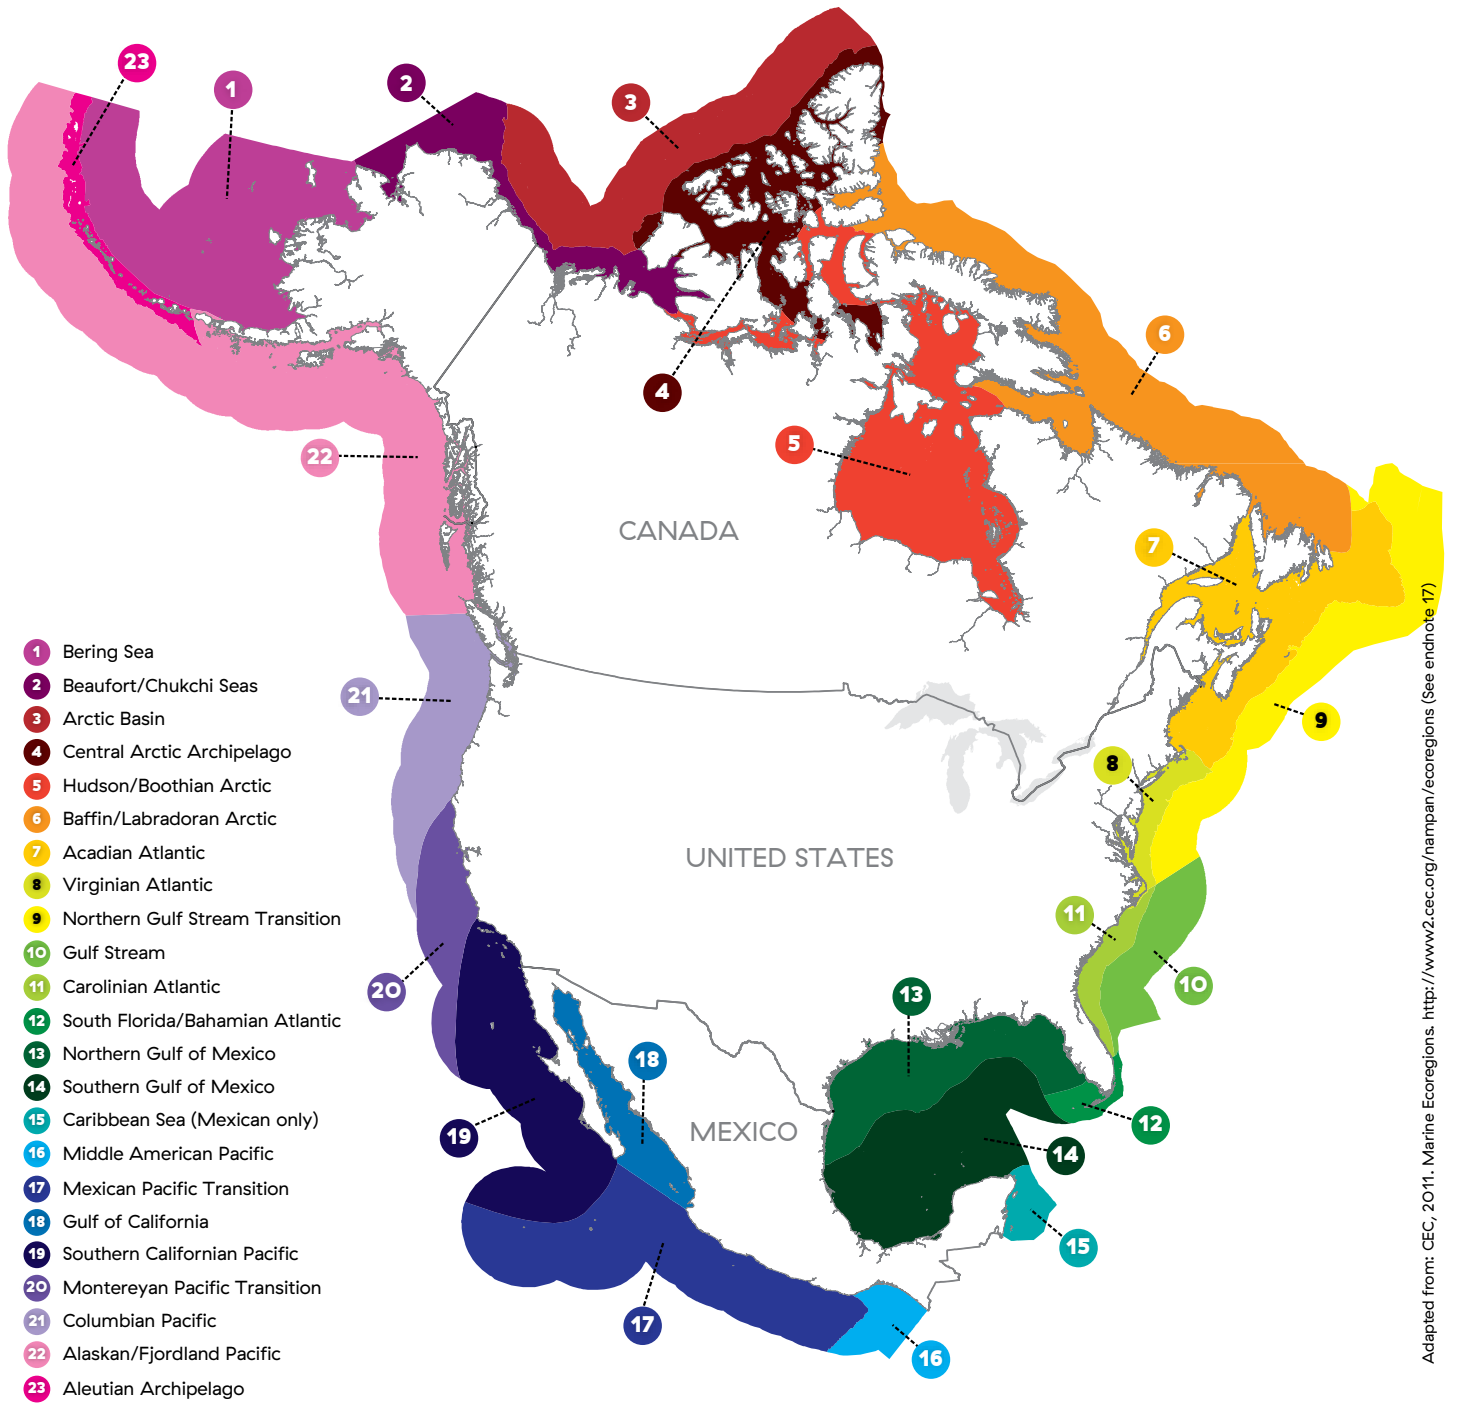 23
1
2
3
4
5
6
22
7
CANADA
21
9
8
UNITED STATES
11
20
10
13
18
MEXICO
19
12
14
15
17
16
1 Bering Sea
2 Beaufort/Chukchi Seas
3 Arctic Basin
4 Central Arctic Archipelago
5 Hudson/Boothian Arctic
6 Baffin/Labradoran Arctic
7 Acadian Atlantic
8 Virginian Atlantic
9 Northern Gulf Stream Transition
10 Gulf Stream
11 Carolinian Atlantic
12 South Florida/Bahamian Atlantic
13 Northern Gulf of Mexico
14 Southern Gulf of Mexico
15 Caribbean Sea (Mexican only)
16 Middle American Pacific
17 Mexican Pacific Transition
18 Gulf of California
19 Southern Californian Pacific
20 Montereyan Pacific Transition
21 Columbian Pacific
22 Alaskan/Fjordland Pacific
23 Aleutian Archipelago
Adapted from: CEC, 2011. Marine Ecoregions. http://www2.cec.org/nampan/ecoregions (See endnote 17)